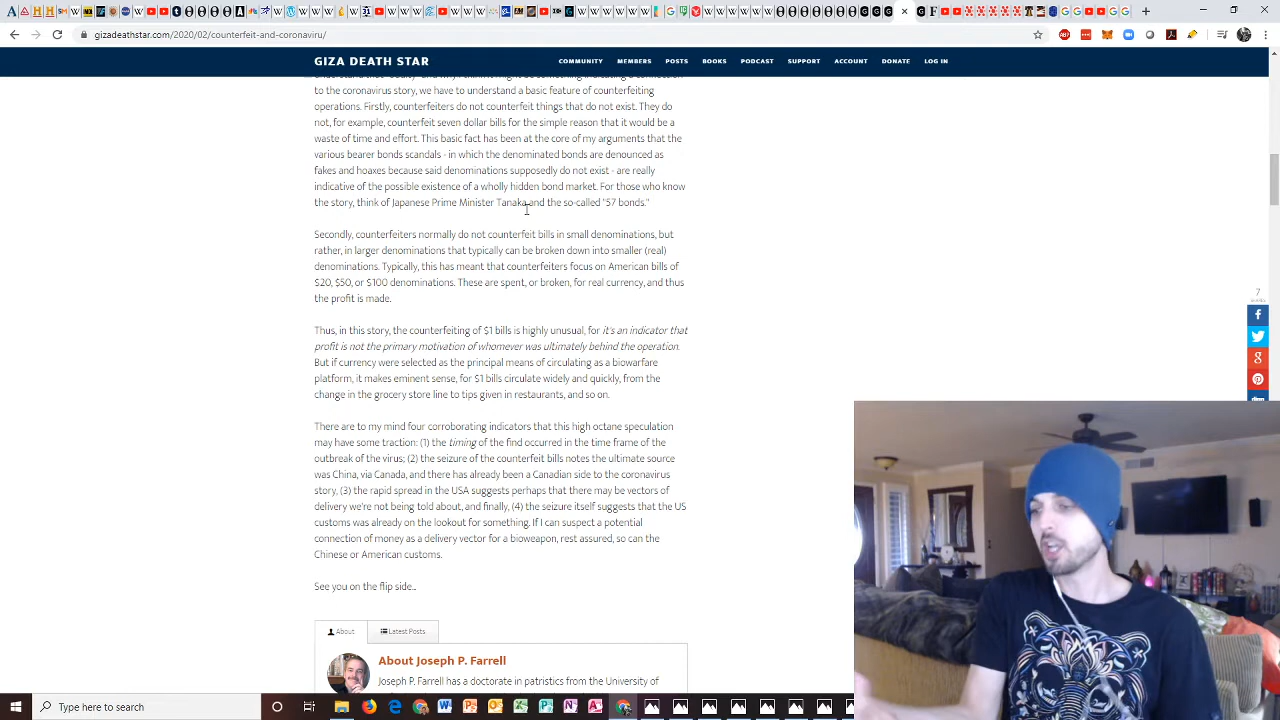 gizadeathstar.com/2020/02/counterfeit-and-coronaviru/
GIZA DEATH STAR
COMMUNITY MEMBERS POSTS BOOKS PODCAST SUPPORT ACCOUNT DONATE LOG IN
to the coronavirus story, we have to understand a basic feature of counterfeiting
operations. Firstly, counterfeiters do not counterfeit things that do not exist. They do
not, for example, counterfeit seven dollar bills for the simple reason that it would be a
waste of time and effort. This basic fact has been at the core of my argument that the
various bearer bonds scandals - in which the denominated bonds are denounced as
fakes and hoaxes because said denominations supposedly do not exist - are really
indicative of the possibility of a wholly hidden economy. For those who know
the story, think of Japanese Prime Minister Tanaka and the so-called "57 bonds."
Secondly, counterfeiters normally do not counterfeit bills in small denominations, but
rather, in larger denominations that typically can be broken down into smaller (real)
denominations. Typically, this has meant that counterfeiters focus on American bills of
$20, $50, or $100 denominations. These are spent, or broken, for real currency, and thus
the profit is made.
Thus, in this story, the counterfeiting of $1 bills is highly unusual, for it's an indicator that
profit is not the primary motivation of whomever was ultimately behind the operation.
But if currency were selected as the principal means of circulating a biowarfare
platform, it makes eminent sense, for $1 bills circulate widely and quickly, from the
change in the grocery store line to tips given in restaurants, and so on.
There are to my mind four corroborating indicators that this high octane speculation
may have some traction: (1) the timing of the find occurred in the time frame of the
outbreak of the virus; (2) the seizure of the counterfeit bills notes the ultimate source
was China, via Canada, and there has already been a Canadian side to the coronavirus
story, (3) the rapid spread in the USA suggests perhaps that there may be vectors of
delivery we're not being told about, and finally, (4) the seizure itself suggests that the US
customs was already on the lookout for something. If I can suspect a potential
connection of money as a delivery vector for a bioweapon, rest assured, so can the
Chinese or American customs.
See you on the flip side...
7
About Latest Posts
About Joseph P. Farrell
Joseph P. Farrell has a doctorate in patristics from the University of
Type here to search